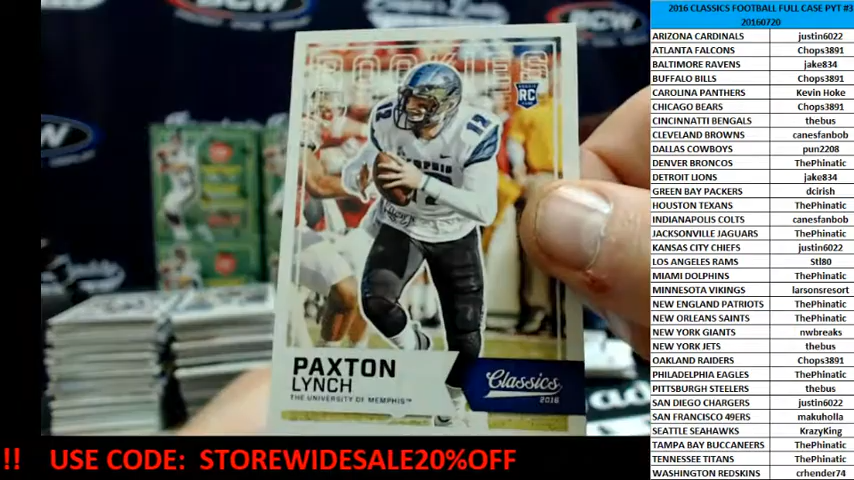 2016 CLASSICS FOOTBALL FULL CASE PYT #3
20160720
ARIZONA CARDINALS justin6022
ATLANTA FALCONS Chops3891
BALTIMORE RAVENS jake834
BUFFALO BILLS Chops3891
CAROLINA PANTHERS Kevin Hoke
CHICAGO BEARS Chops3891
CINCINNATI BENGALS thebus
CLEVELAND BROWNS canesfanbob
DALLAS COWBOYS pun2208
DENVER BRONCOS ThePhinatic
DETROIT LIONS jake834
GREEN BAY PACKERS dcirish
HOUSTON TEXANS ThePhinatic
INDIANAPOLIS COLTS canesfanbob
JACKSONVILLE JAGUARS ThePhinatic
KANSAS CITY CHIEFS justin6022
LOS ANGELES RAMS Stl80
MIAMI DOLPHINS ThePhinatic
MINNESOTA VIKINGS larsonsresort
NEW ENGLAND PATRIOTS ThePhinatic
NEW ORLEANS SAINTS ThePhinatic
NEW YORK GIANTS nwbreaks
NEW YORK JETS thebus
OAKLAND RAIDERS Chops3891
PHILADELPHIA EAGLES ThePhinatic
PITTSBURGH STEELERS thebus
SAN DIEGO CHARGERS justin6022
SAN FRANCISCO 49ERS makuholla
SEATTLE SEAHAWKS KrazyKing
TAMPA BAY BUCCANEERS ThePhinatic
TENNESSEE TITANS ThePhinatic
WASHINGTON REDSKINS crhender74
BCW
ROOKIES
RC
12
12
MEMPHIS
PAXTON
LYNCH
THE UNIVERSITY OF MEMPHIS™
Classics
2016
!! USE CODE: STOREWIDESALE20%OFF